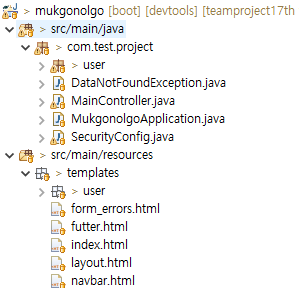 mukgonolgo [boot] [devtools] [teamproject17th
> src/main/java
> com.test.project
> user
> DataNotFoundException.java
> MainController.java
> MukgonolgoApplication.java
> SecurityConfig.java
> src/main/resources
> templates
> user
form_errors.html
futter.html
index.html
layout.html
navbar.html